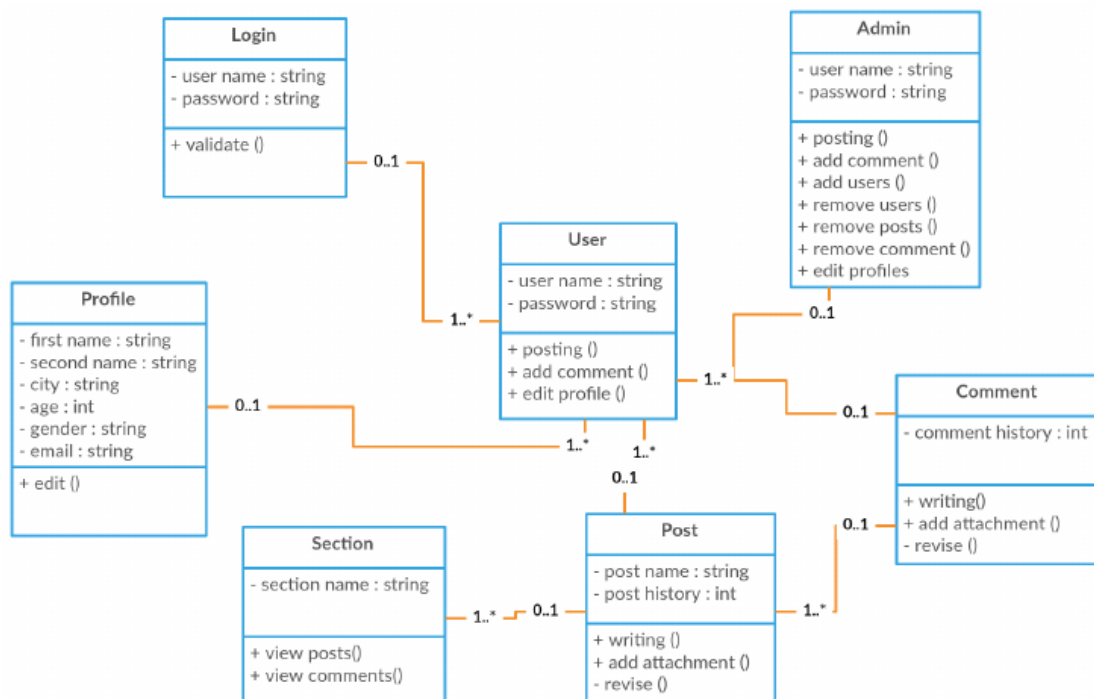 Login
- user name : string
- password : string
+ validate ()
Admin
- user name : string
- password : string
+ posting ()
+ add comment ()
+ add users ()
+ remove users ()
+ remove posts ()
+ remove comment ()
+ edit profiles
0..1
User
- user name : string
- password : string
+ posting ()
+ add comment ()
+ edit profile ()
1..*
0..1
1..*
Profile
- first name : string
- second name : string
- city : string
- age : int
- gender : string
- email : string
+ edit ()
0..1
1..*
1..*
0..1
0..1
Comment
- comment history : int
+ writing()
+ add attachment ()
- revise ()
0..1
Section
- section name : string
+ view posts()
+ view comments()
1..*
0..1
Post
- post name : string
- post history : int
+ writing ()
+ add attachment ()
- revise ()
1..*